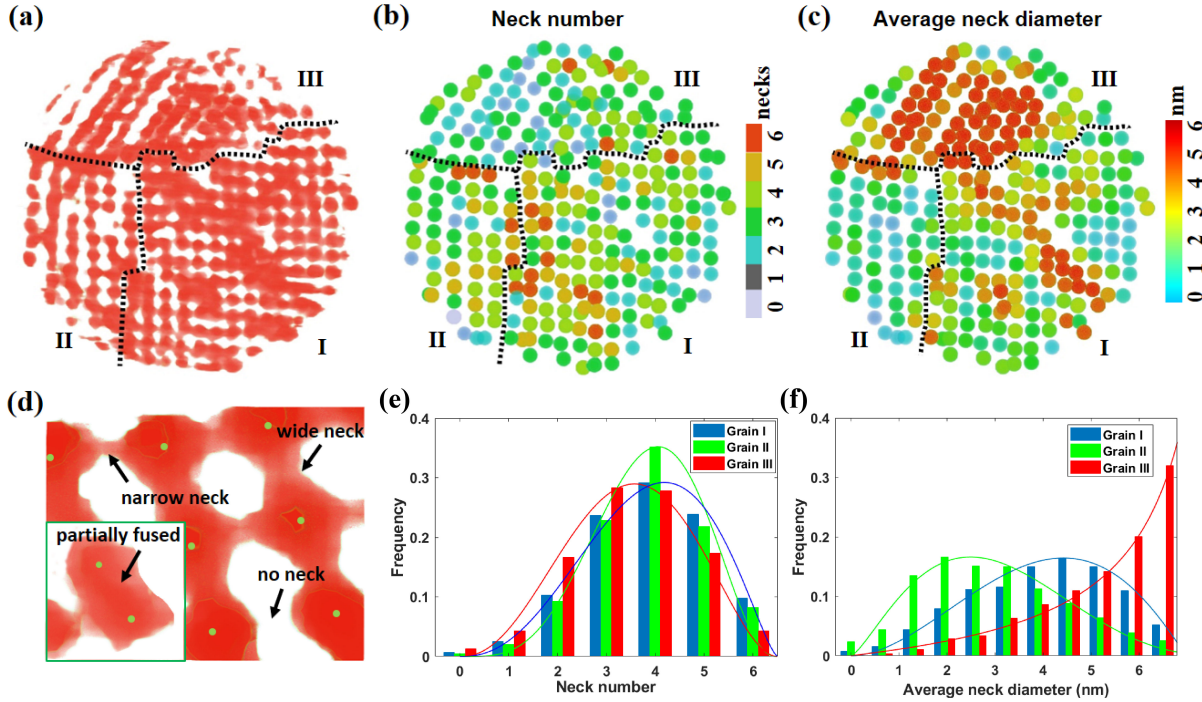 (a)
III
II
I
(b)
Neck number
III
II
I
necks
6
5
4
3
2
1
0
(c)
Average neck diameter
III
II
I
nm
6
5
4
3
2
1
0
(d)
wide neck
narrow neck
partially fused
no neck
(e)
0.4
0.3
0.2
0.1
0
Frequency
Grain I
Grain II
Grain III
0 1 2 3 4 5 6
Neck number
(f)
0.4
0.3
0.2
0.1
0
Frequency
Grain I
Grain II
Grain III
0 1 2 3 4 5 6
Average neck diameter (nm)